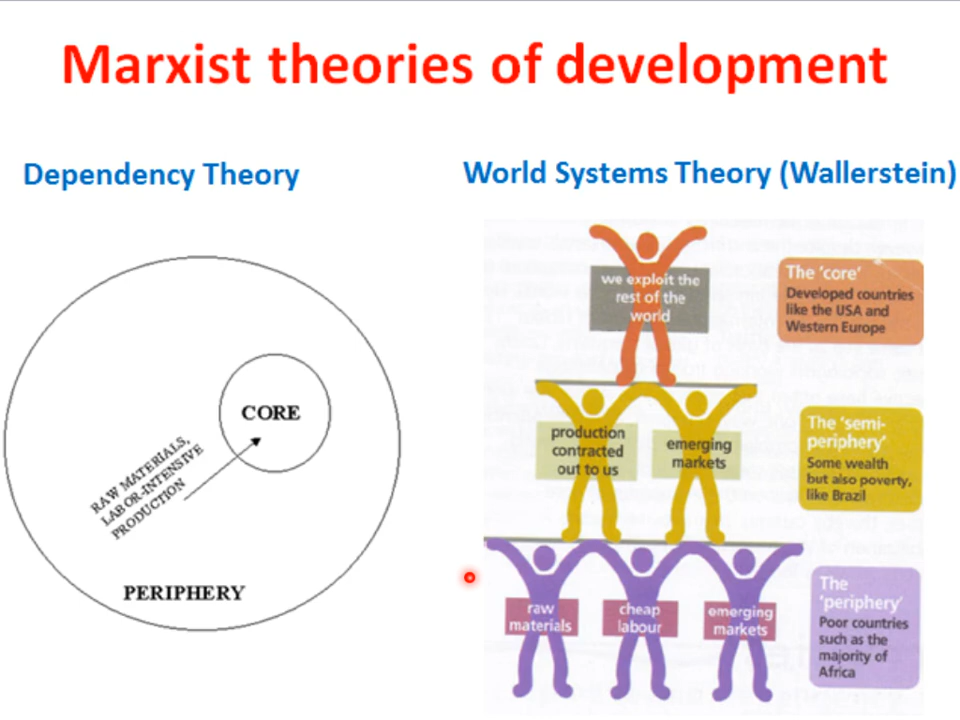 Marxist theories of development
Dependency Theory
World Systems Theory (Wallerstein)
CORE
RAW MATERIALS,
LABOR-INTENSIVE
PRODUCTION
PERIPHERY
we exploit the
rest of the
world
The 'core'
Developed countries
like the USA and
Western Europe
production
contracted
out to us
emerging
markets
The 'semi-
periphery'
Some wealth
but also poverty,
like Brazil
raw
materials
cheap
labour
emerging
markets
The
'periphery'
Poor countries
such as the
majority of
Africa